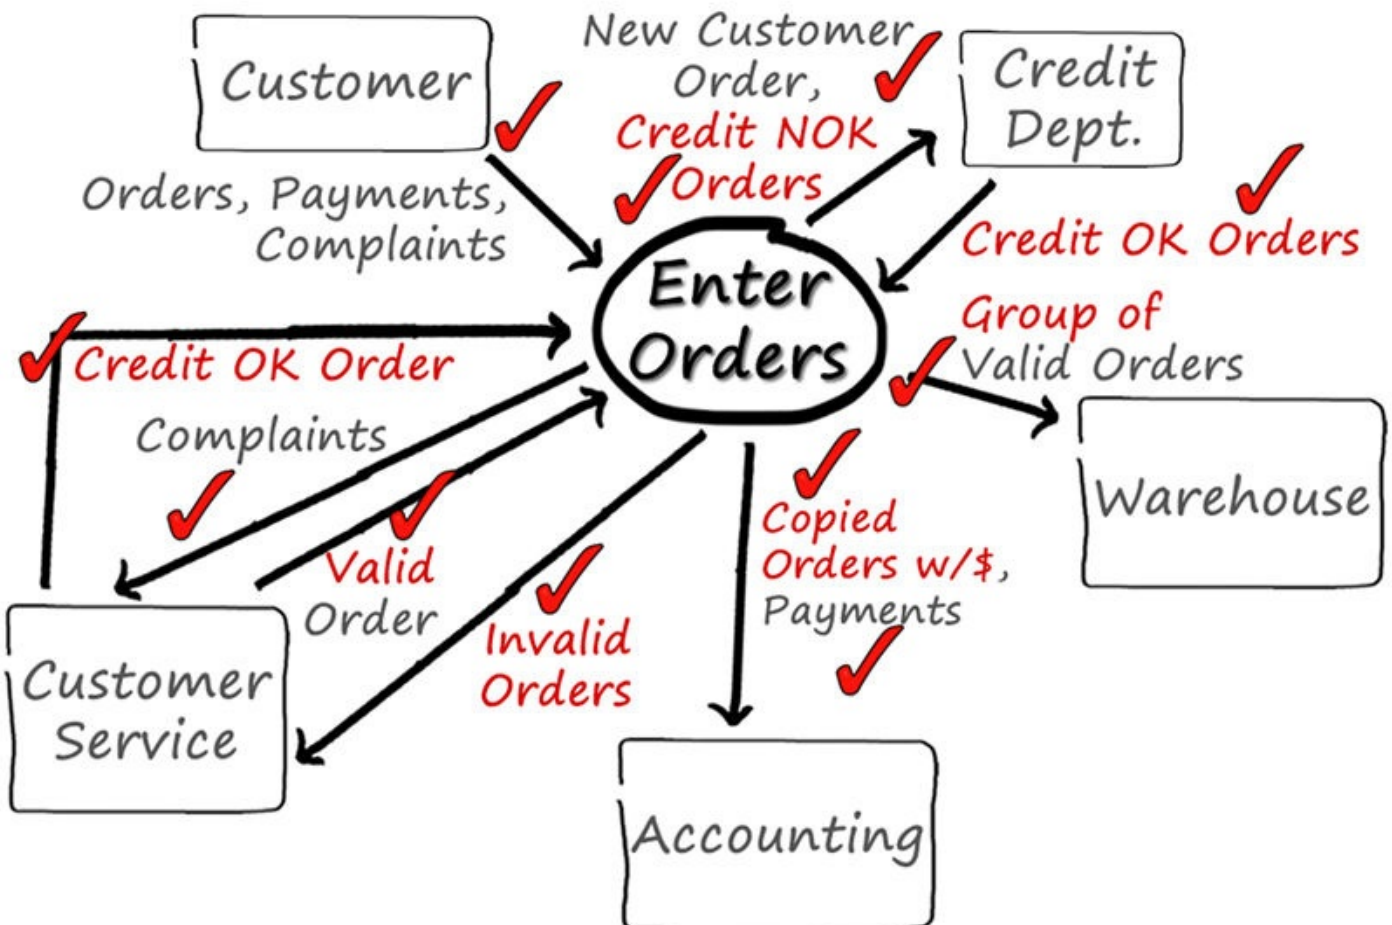 Customer
New Customer
Order,
Credit NOK
Orders
Credit
Dept.
Orders, Payments,
Complaints
Credit OK Orders
Enter
Orders
Group of
Valid Orders
Credit OK Order
Complaints
Warehouse
Valid
Order
Copied
Orders w/$,
Payments
Invalid
Orders
Customer
Service
Accounting